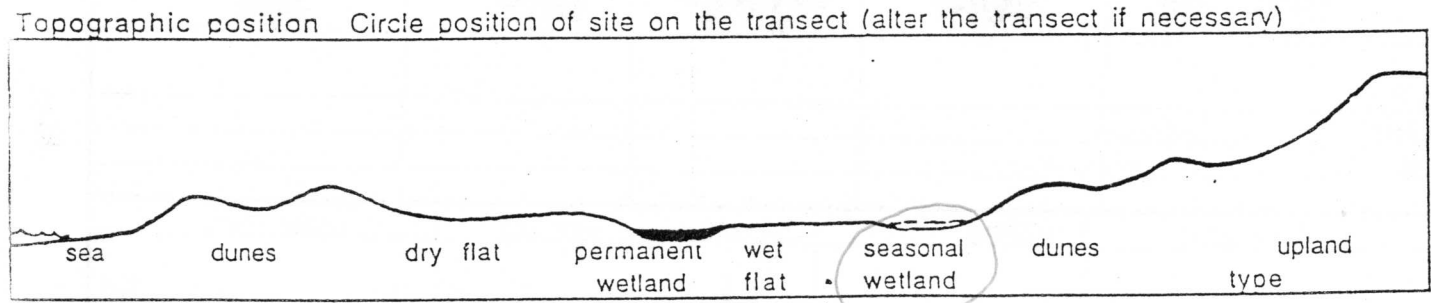 Topographic position Circle position of site on the transect (alter the transect if necessary)
sea dunes dry flat permanent wet seasonal dunes upland
wetland flat wetland type